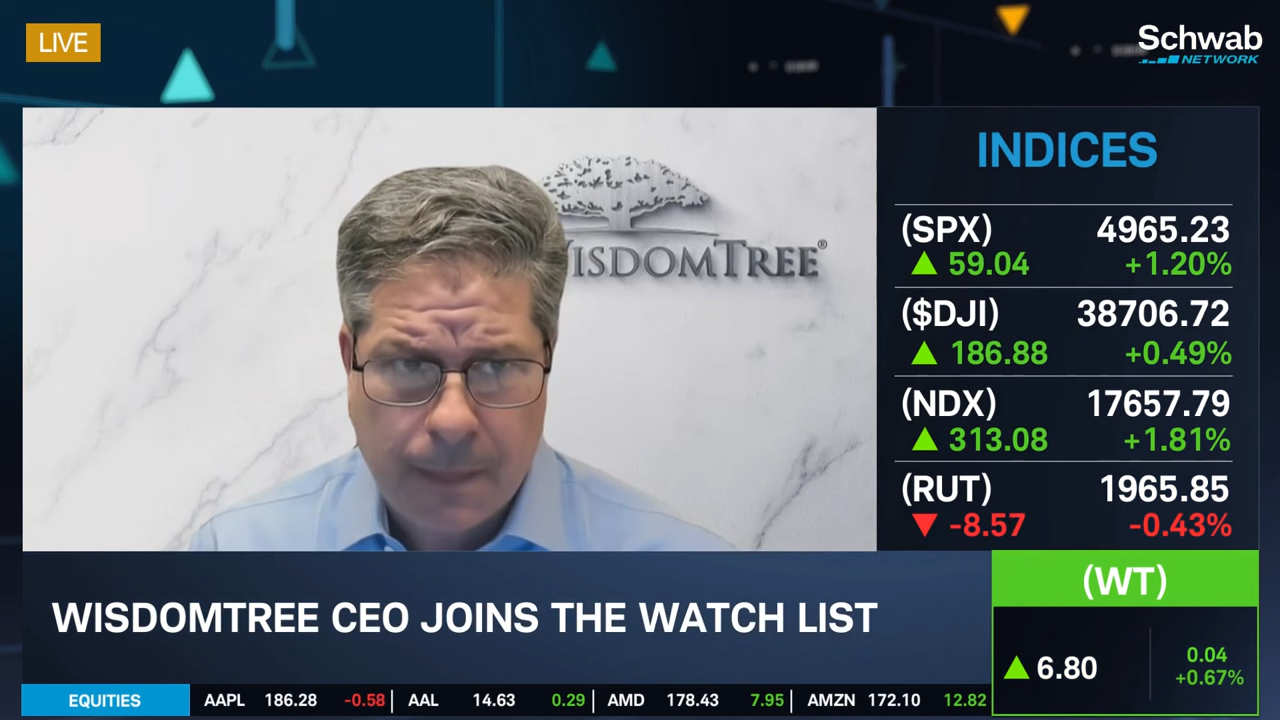 LIVE
Schwab
NETWORK
WISDOMTREE®
INDICES
(SPX) 4965.23
▲ 59.04 +1.20%
($DJI) 38706.72
▲ 186.88 +0.49%
(NDX) 17657.79
▲ 313.08 +1.81%
(RUT) 1965.85
▼ -8.57 -0.43%
WISDOMTREE CEO JOINS THE WATCH LIST
(WT)
▲ 6.80
0.04
+0.67%
EQUITIES AAPL 186.28 -0.58 AAL 14.63 0.29 AMD 178.43 7.95 AMZN 172.10 12.82